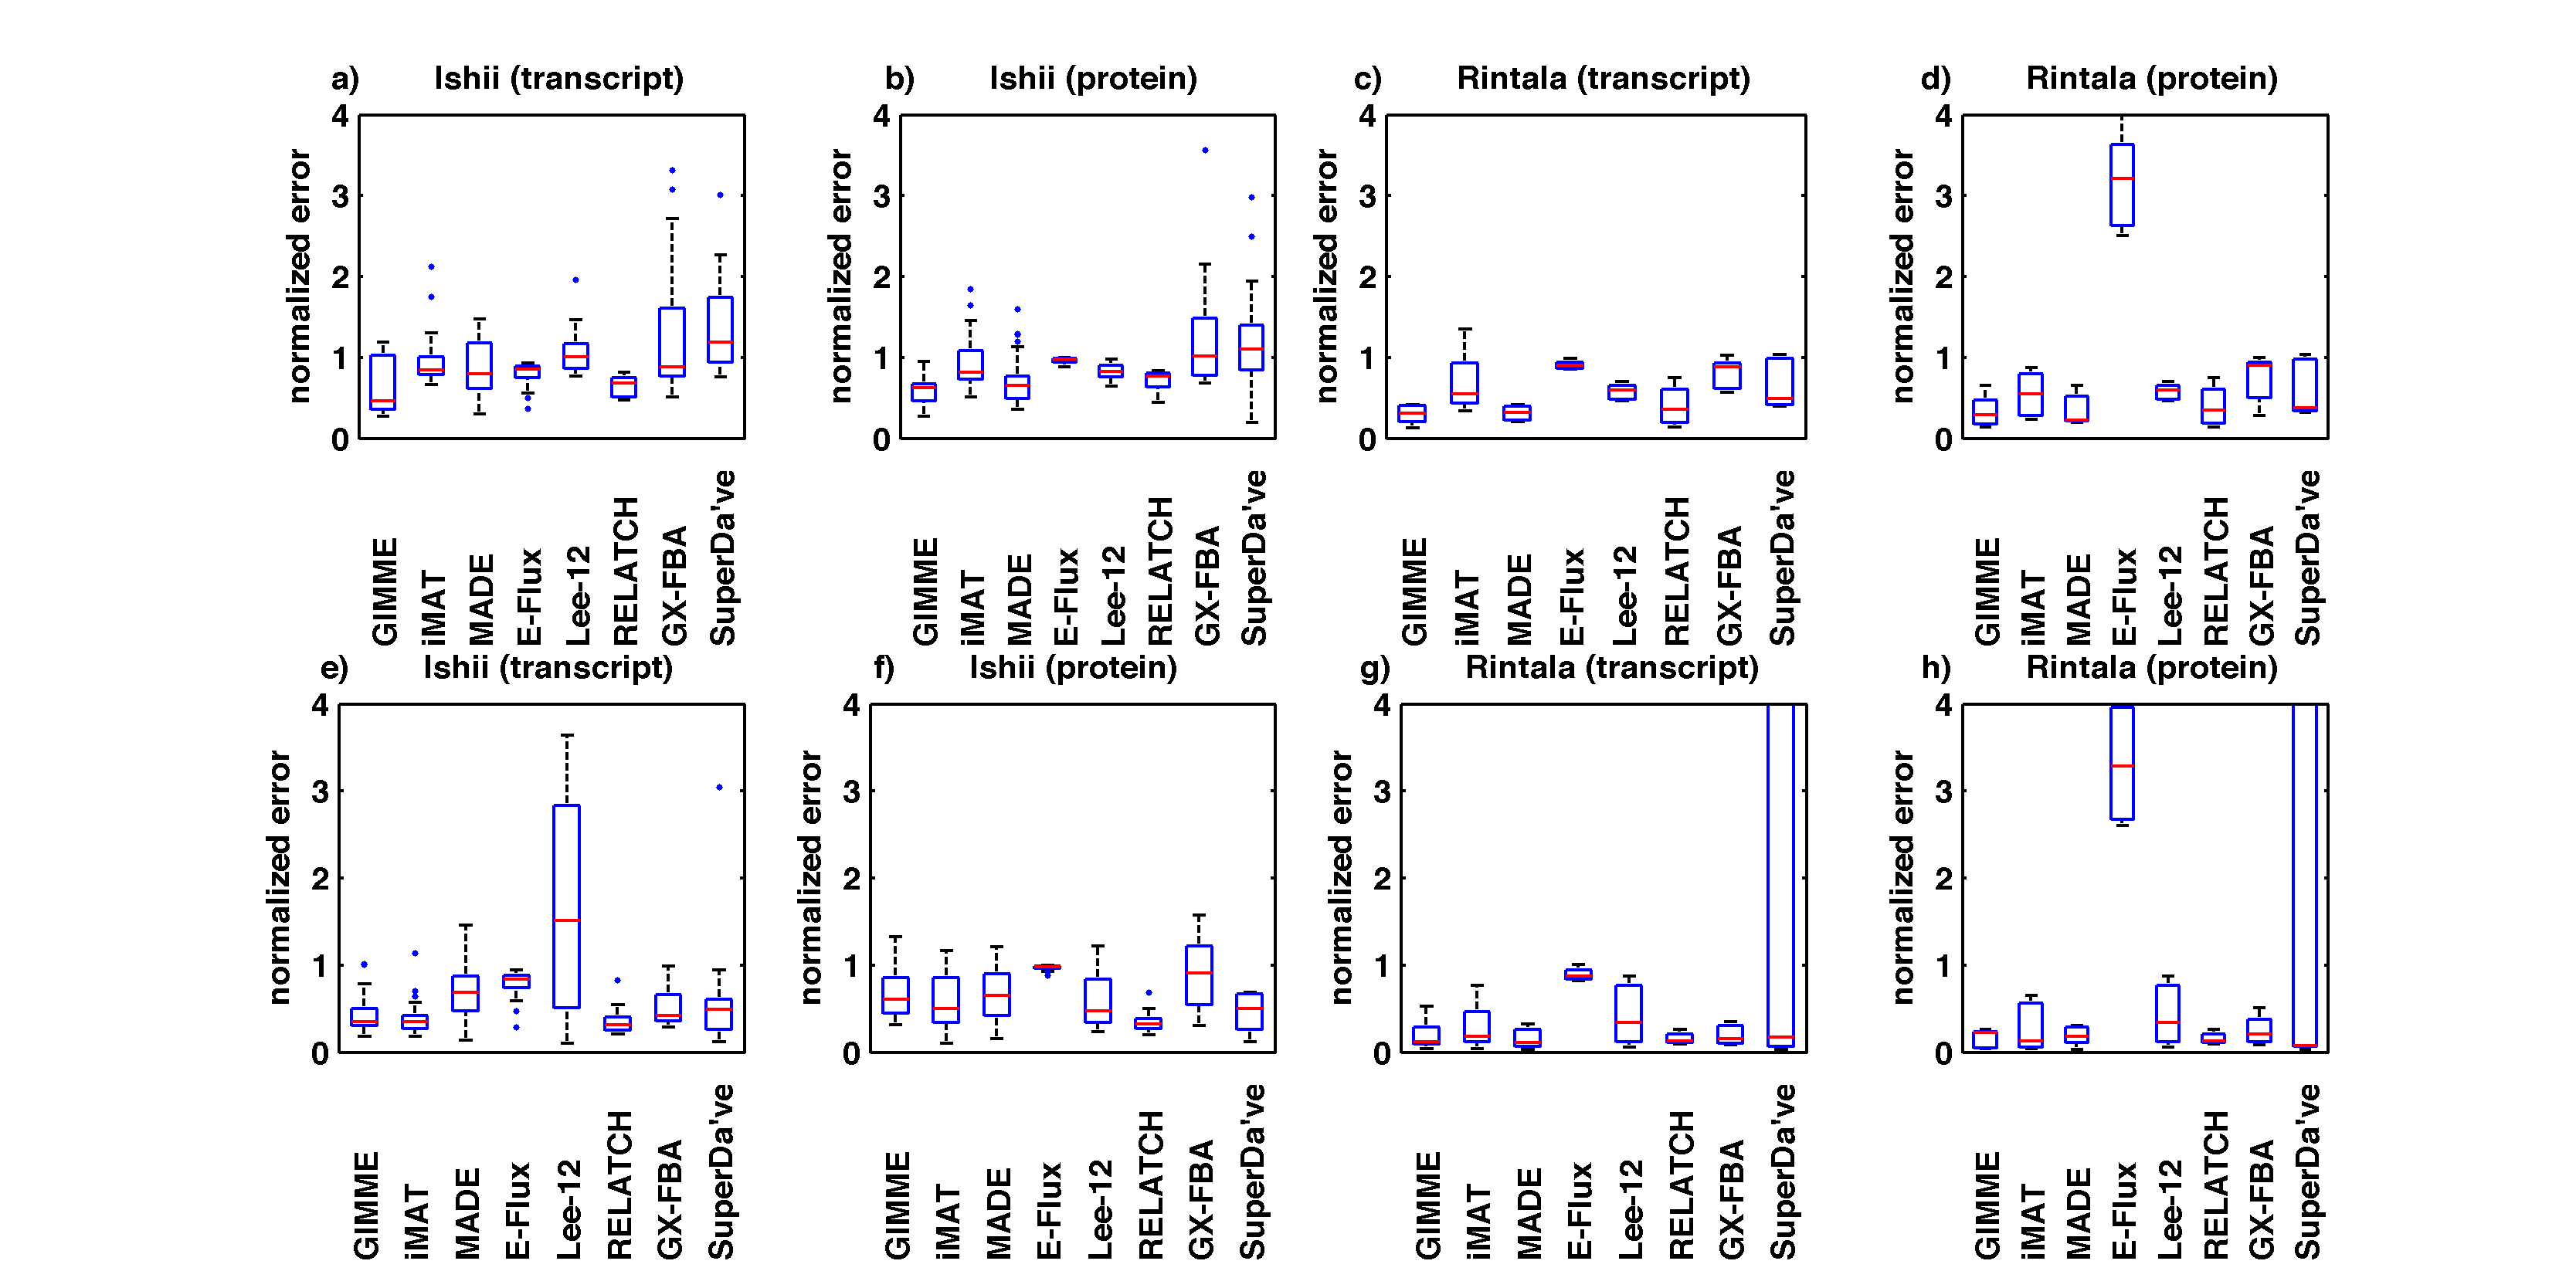 a) Ishii (transcript)
normalized error
4
3
2
1
0
GIMME
iMAT
MADE
E-Flux
Lee-12
RELATCH
GX-FBA
SuperDa've
b) Ishii (protein)
normalized error
4
3
2
1
0
GIMME
iMAT
MADE
E-Flux
Lee-12
RELATCH
GX-FBA
SuperDa've
c) Rintala (transcript)
normalized error
4
3
2
1
0
GIMME
iMAT
MADE
E-Flux
Lee-12
RELATCH
GX-FBA
SuperDa've
d) Rintala (protein)
normalized error
4
3
2
1
0
GIMME
iMAT
MADE
E-Flux
Lee-12
RELATCH
GX-FBA
SuperDa've
e) Ishii (transcript)
normalized error
4
3
2
1
0
GIMME
iMAT
MADE
E-Flux
Lee-12
RELATCH
GX-FBA
SuperDa've
f) Ishii (protein)
normalized error
4
3
2
1
0
GIMME
iMAT
MADE
E-Flux
Lee-12
RELATCH
GX-FBA
SuperDa've
g) Rintala (transcript)
normalized error
4
3
2
1
0
GIMME
iMAT
MADE
E-Flux
Lee-12
RELATCH
GX-FBA
SuperDa've
h) Rintala (protein)
normalized error
4
3
2
1
0
GIMME
iMAT
MADE
E-Flux
Lee-12
RELATCH
GX-FBA
SuperDa've